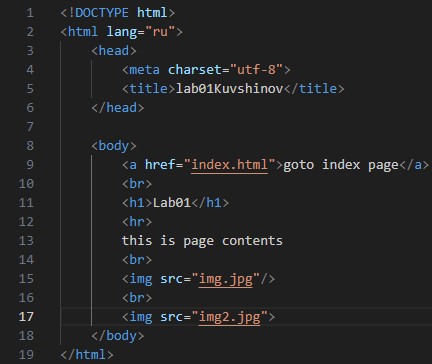 1 <!DOCTYPE html>
2 <html lang="ru">
3     <head>
4         <meta charset="utf-8">
5         <title>lab01Kuvshinov</title>
6     </head>
7
8     <body>
9         <a href="index.html">goto index page</a>
10         <br>
11         <h1>Lab01</h1>
12         <hr>
13         this is page contents
14         <br>
15         <img src="img.jpg"/>
16         <br>
17         <img src="img2.jpg">
18     </body>
19 </html>